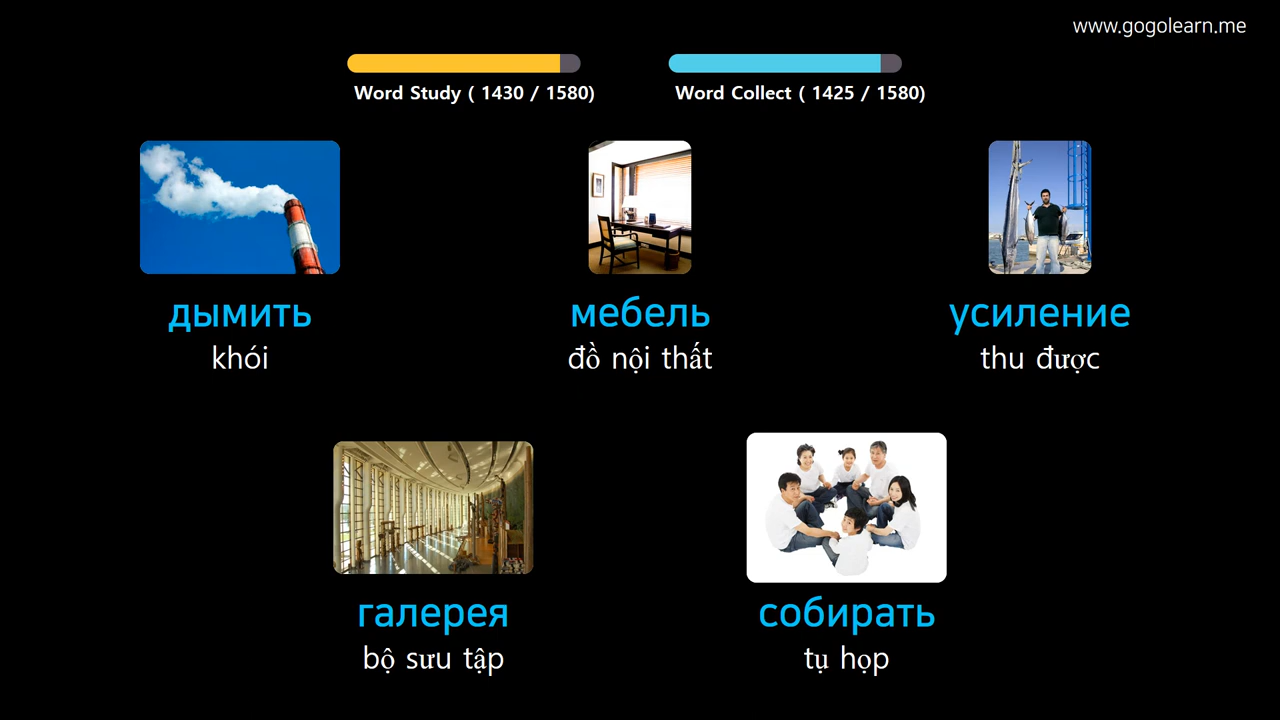 www.gogolearn.me
Word Study ( 1430 / 1580)
Word Collect ( 1425 / 1580)
дымить
khói
мебель
đồ nội thất
усиление
thu được
галерея
bộ sưu tập
собирать
tụ họp